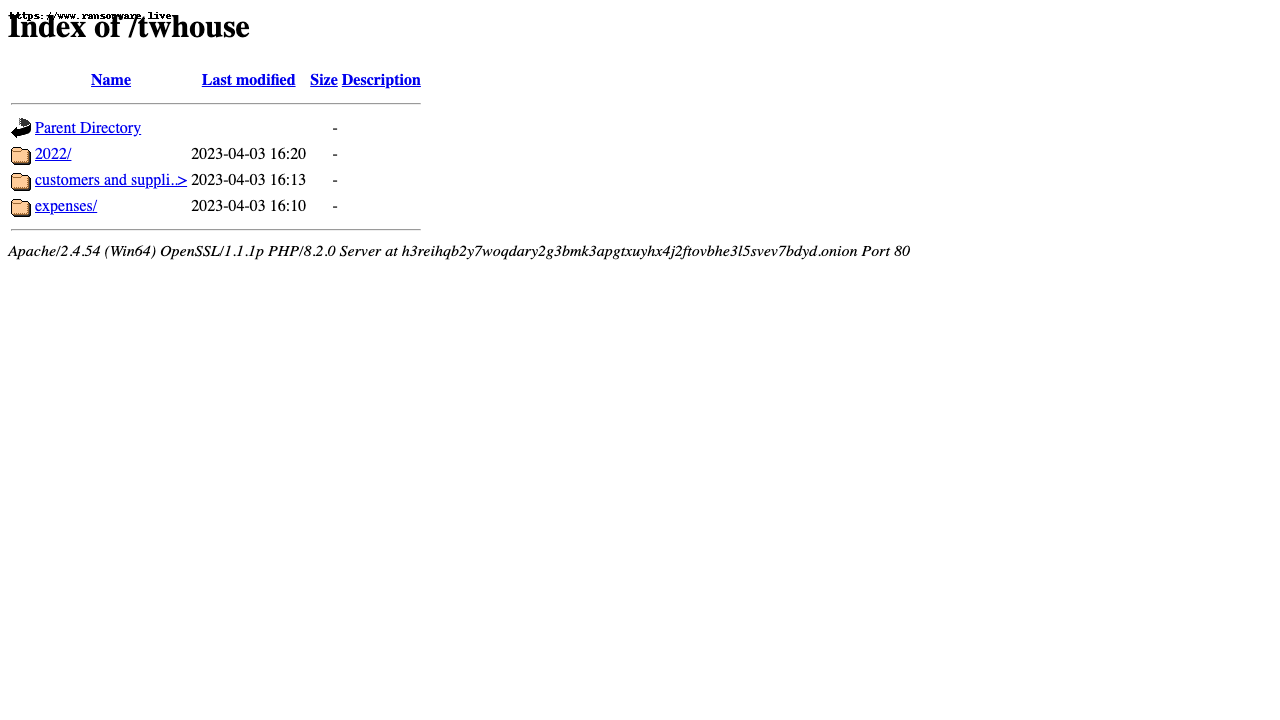 https://www.ransomware.live
Index of /twhouse
Name Last modified Size Description
Parent Directory -
2022/ 2023-04-03 16:20 -
customers and suppli..> 2023-04-03 16:13 -
expenses/ 2023-04-03 16:10 -
Apache/2.4.54 (Win64) OpenSSL/1.1.1p PHP/8.2.0 Server at h3reihqb2y7woqdary2g3bmk3apgtxuyhx4j2ftovbhe3l5svev7bdyd.onion Port 80